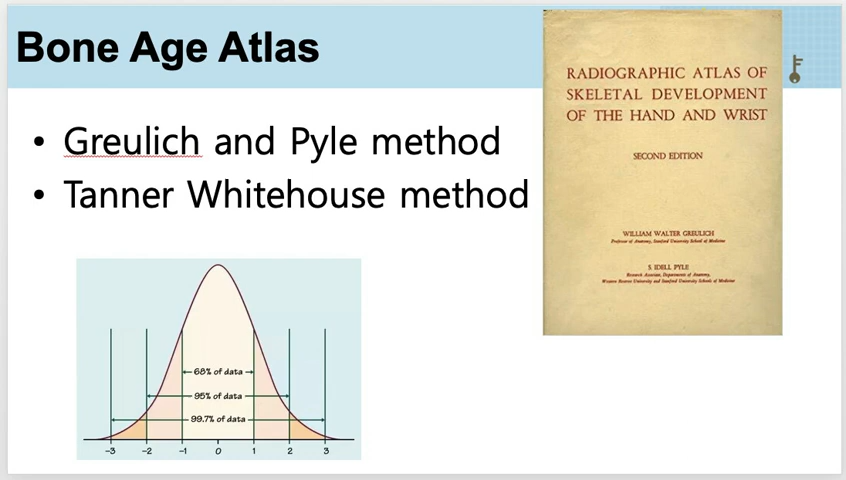 Bone Age Atlas
• Greulich and Pyle method
• Tanner Whitehouse method
RADIOGRAPHIC ATLAS OF
SKELETAL DEVELOPMENT
OF THE HAND AND WRIST
SECOND EDITION
WILLIAM WALTER GREULICH
Professor of Anatomy, Stanford University School of Medicine
S. IDELL PYLE
Research Associate, Departments of Anatomy,
Western Reserve University and Stanford University Schools of Medicine
68% of data
95% of data
99.7% of data
-3 -2 -1 0 1 2 3